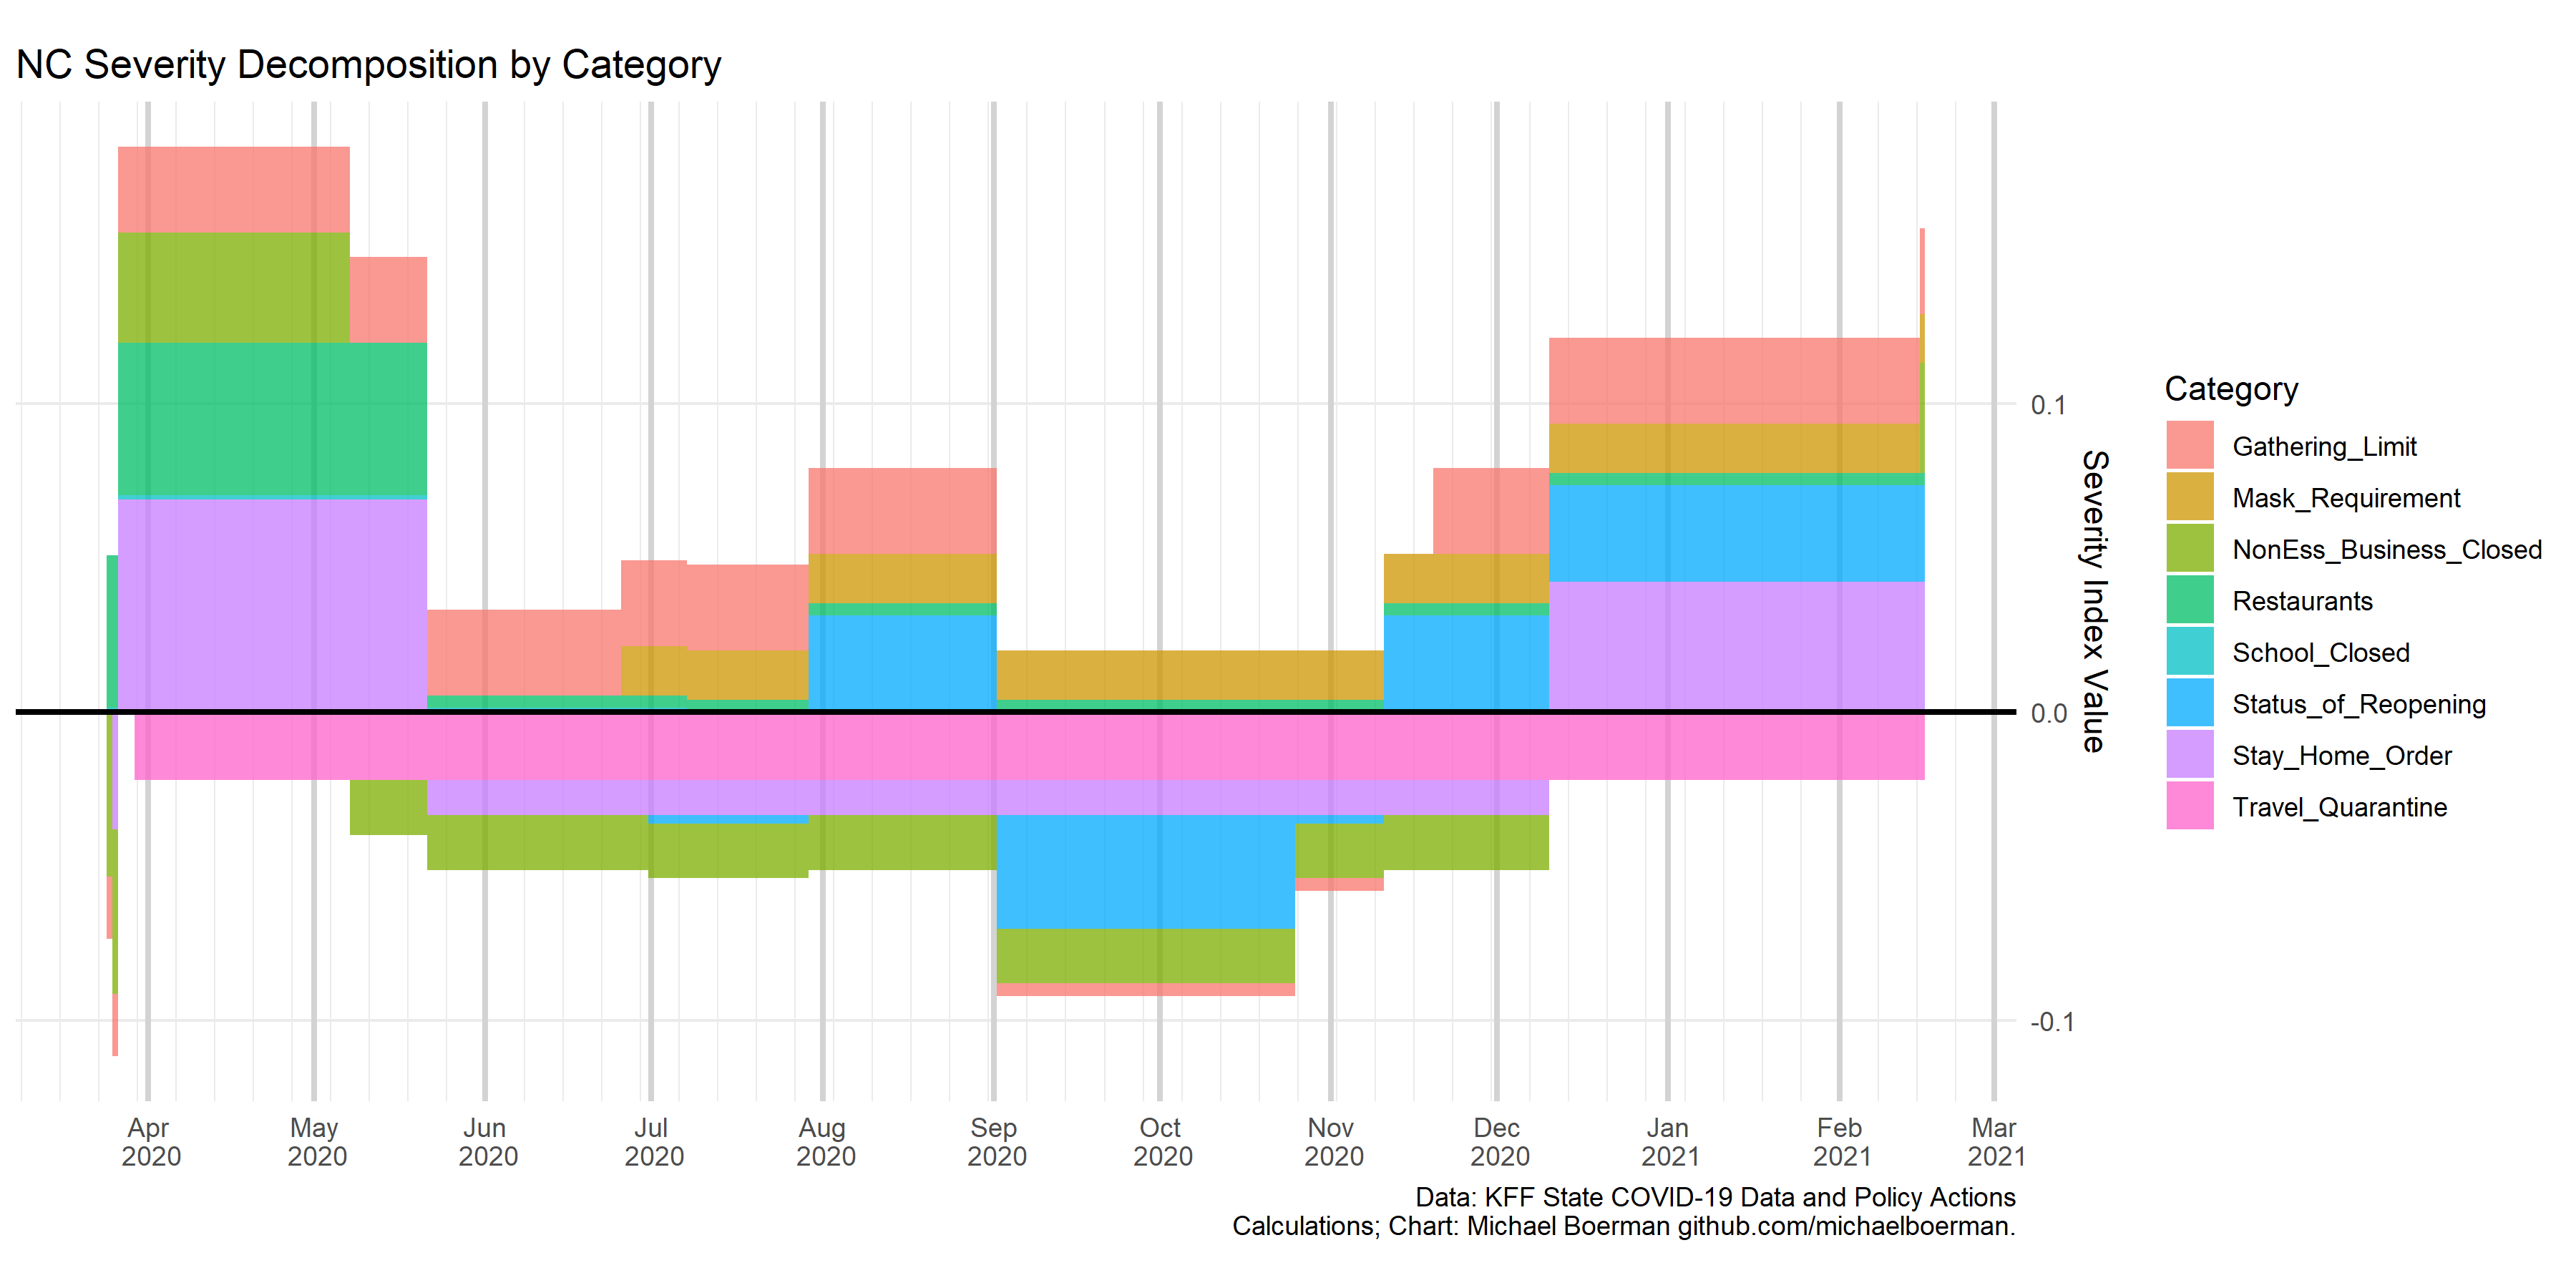 NC Severity Decomposition by Category
0.1
0.0
-0.1
Severity Index Value
Category
Gathering_Limit
Mask_Requirement
NonEss_Business_Closed
Restaurants
School_Closed
Status_of_Reopening
Stay_Home_Order
Travel_Quarantine
Apr May Jun Jul Aug Sep Oct Nov Dec Jan Feb Mar
2020 2020 2020 2020 2020 2020 2020 2020 2020 2021 2021 2021
Data: KFF State COVID-19 Data and Policy Actions
Calculations; Chart: Michael Boerman github.com/michaelboerman.